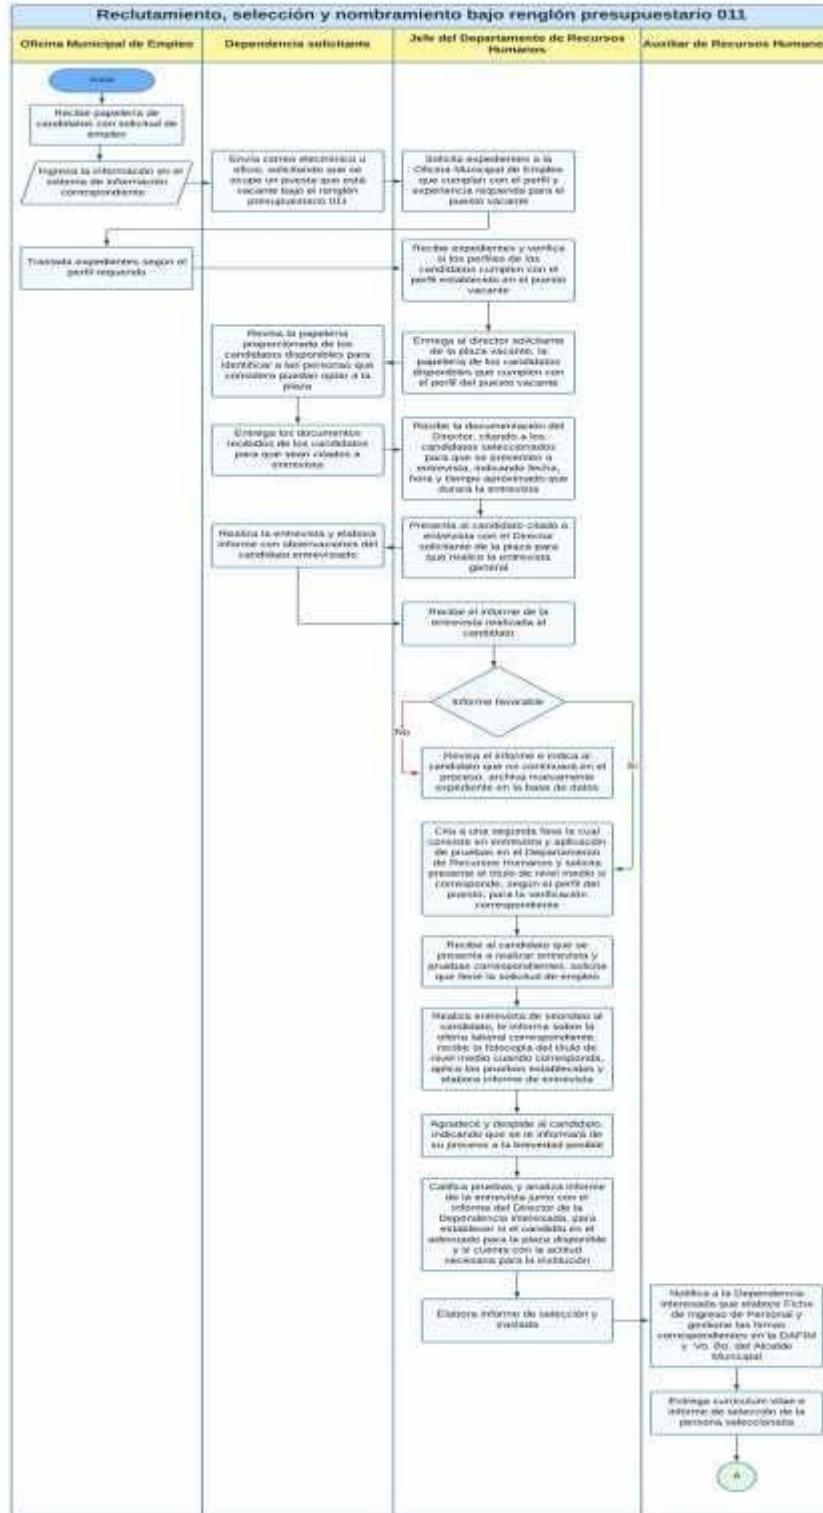 Reclutamiento, selección y nombramiento bajo renglón presupuestario 011
Oficina Municipal de Empleo
Dependencia solicitante
Jefe del Departamento de Recursos
Humanos
Auxiliar de Recursos Humano
Inicio
Recibe papelería de
candidatos con solicitud de
empleo
Ingresa la información en el
sistema de información
correspondiente
Envía correo electrónico u
oficio, solicitando que se
ocupe un puesto que está
vacante bajo el renglón
presupuestario 011
Solicita expedientes a la
Oficina Municipal de Empleo
que cumplan con el perfil y
experiencia requerida para el
puesto vacante
Traslada expedientes según el
perfil requerido
Recibe expedientes y verifica
si los perfiles de los
candidatos cumplen con el
perfil establecido en el puesto
vacante
Revisa la papelería
proporcionada de los
candidatos disponibles para
identificar a las personas que
considera puedan optar a la
plaza
Entrega al director solicitante
de la plaza vacante, la
papelería de los candidatos
disponibles que cumplen con
el perfil del puesto vacante
Entrega los documentos
recibidos de los candidatos
para que sean citados a
entrevista
Recibe la documentación del
Director, citando a los
candidatos seleccionados
para que se presenten a
entrevista, indicando fecha,
hora y tiempo aproximado que
durará la entrevista
Realiza la entrevista y elabora
informe con observaciones del
candidato entrevistado
Presenta al candidato citado a
entrevista con el Director
solicitante de la plaza para
que realice la entrevista
general
Recibe el informe de la
entrevista realizada al
candidato
Informe favorable
No
Si
Revisa el informe e indica al
candidato que no continuará en el
proceso, archiva nuevamente
expediente en la base de datos
Cita a una segunda fase la cual
consiste en entrevista y aplicación
de pruebas en el Departamento
de Recursos Humanos y solicita
presente el título de nivel medio si
corresponde, según el perfil del
puesto, para la verificación
correspondiente
Recibe al candidato que se
presenta a realizar entrevista y
pruebas correspondientes, solicita
que llene la solicitud de empleo
Realiza entrevista de sondeo al
candidato, le informa sobre la
oferta laboral correspondiente,
recibe la fotocopia del título de
nivel medio cuando corresponda,
aplica las pruebas establecidas y
elabora informe de entrevista
Agradece y despide al candidato,
indicando que se le informará de
su proceso a la brevedad posible
Califica pruebas y analiza informe
de la entrevista junto con el
informe del Director de la
Dependencia interesada, para
establecer si el candidato en el
adecuado para la plaza disponible
y si cuenta con la actitud
necesaria para la institución
Elabora informe de selección y
traslada
Notifica a la Dependencia
interesada que elabore Ficha
de Ingreso de Personal y
gestione las firmas
correspondientes en la DAFIM
y Vo. Bo. del Alcalde
Municipal
Entrega curriculum vitae e
informe de selección de la
persona seleccionada
A